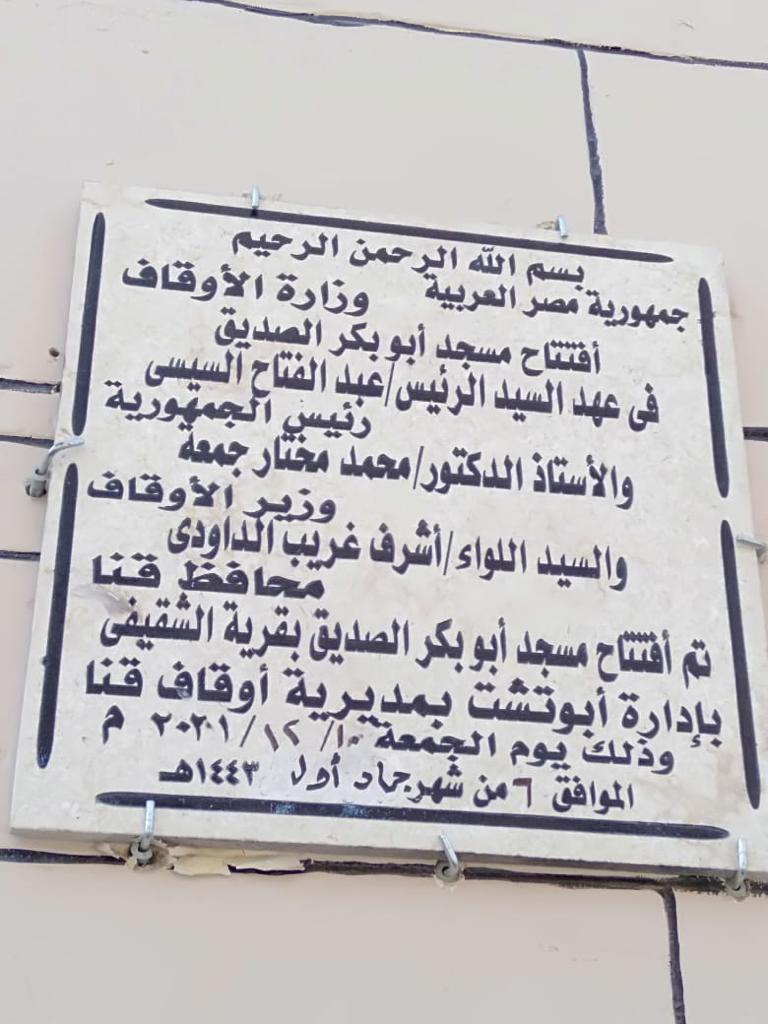 بسم الله الرحمن الرحيم
جمهورية مصر العربية وزارة الأوقاف
أفتتاح مسجد أبو بكر الصديق
فى عهد السيد الرئيس/عبد الفتاح السيسى
رئيس الجمهورية
والأستاذ الدكتور/محمد مختار جمعة
وزير الأوقاف
والسيد اللواء/أشرف غريب الداودى
محافظ قنا
تم أفتتاح مسجد أبو بكر الصديق بقرية الشقيفى
بإدارة أبوتشت بمديرية أوقاف قنا
وذلك يوم الجمعة ١٠/ ١٢/ ٢٠٢١ م
الموافق ٦ من شهر جماد أول ١٤٤٣هـ